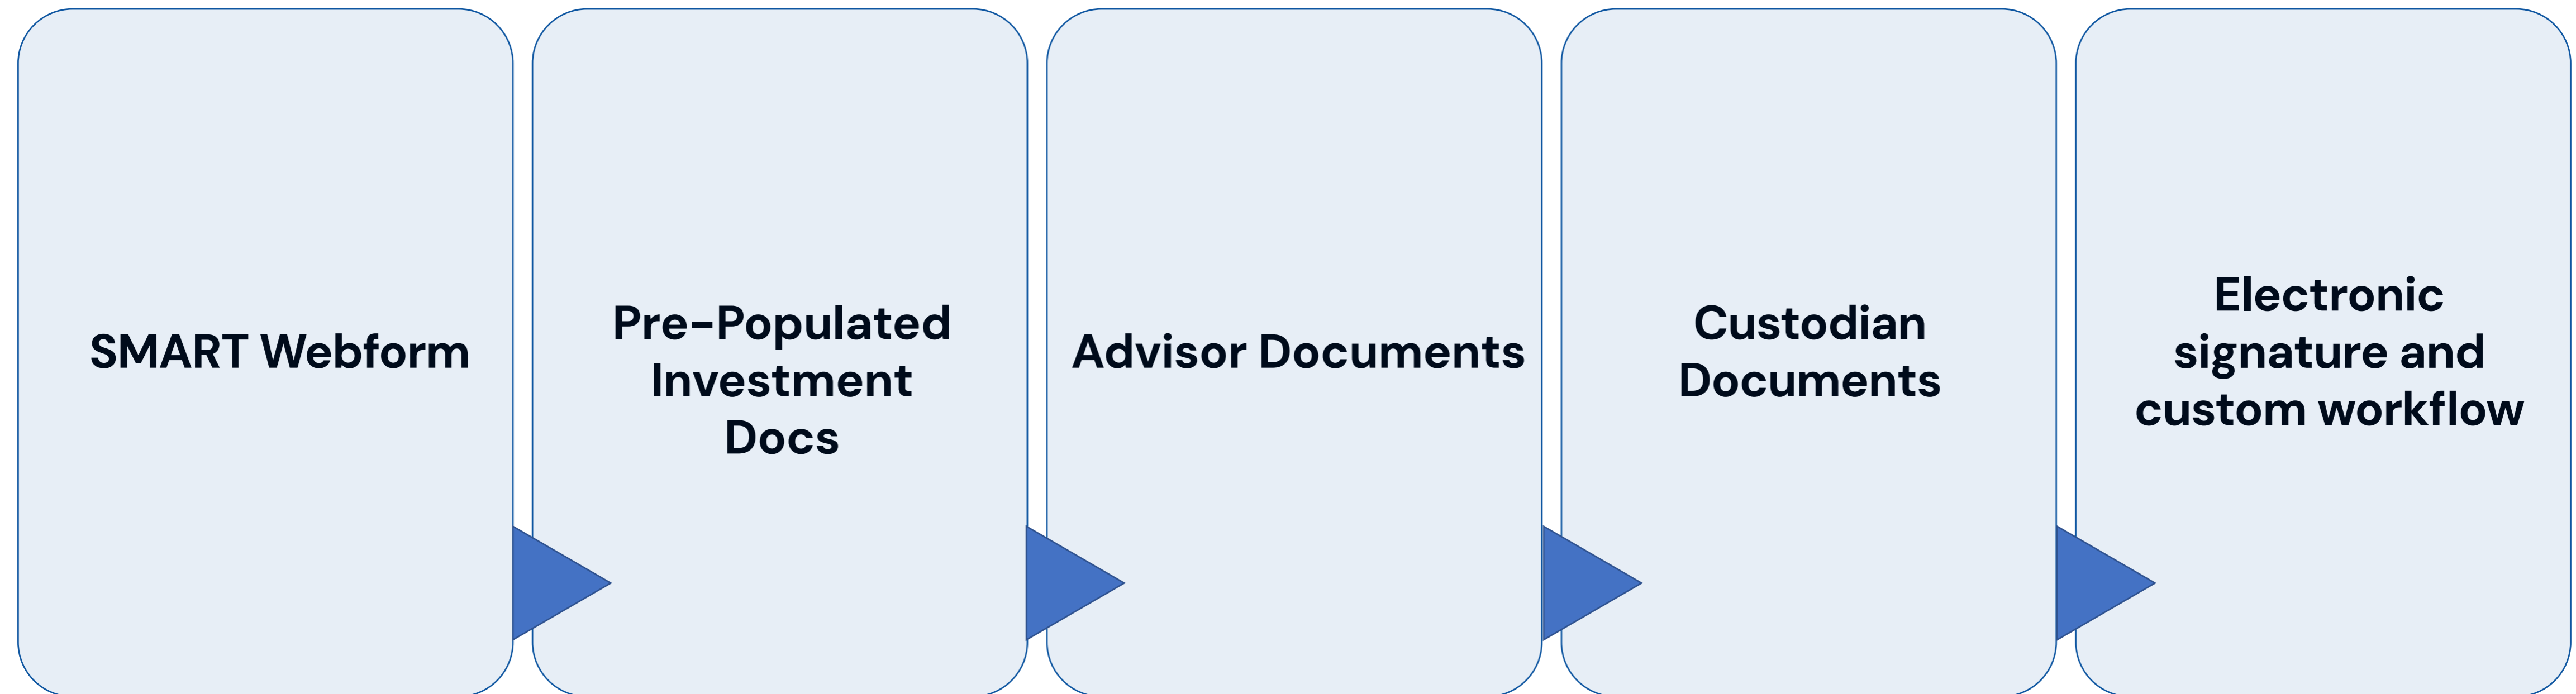 SMART Webform
Pre-Populated
Investment
Docs
Advisor Documents
Custodian
Documents
Electronic
signature and
custom workflow